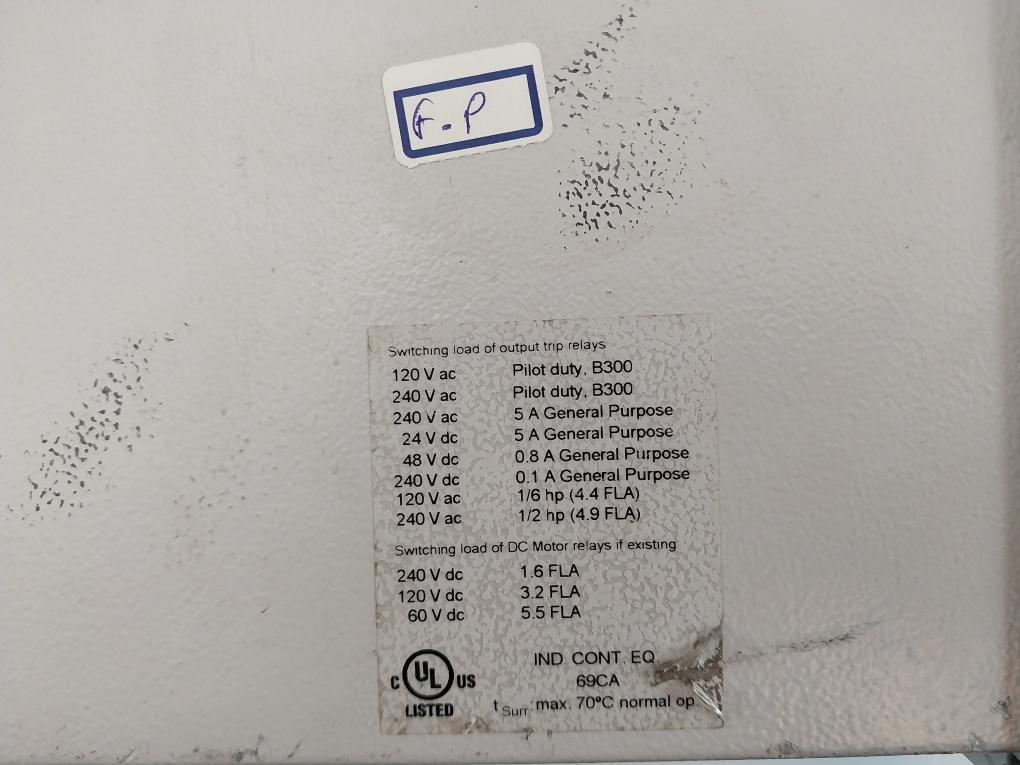 F.P
Switching load of output trip relays
120 V ac Pilot duty, B300
240 V ac Pilot duty, B300
240 V ac 5 A General Purpose
24 V dc 5 A General Purpose
48 V dc 0.8 A General Purpose
240 V dc 0.1 A General Purpose
120 V ac 1/6 hp (4.4 FLA)
240 V ac 1/2 hp (4.9 FLA)
Switching load of DC Motor relays if existing
240 V dc 1.6 FLA
120 V dc 3.2 FLA
60 V dc 5.5 FLA
IND. CONT. EQ.
C UL US 69CA
LISTED t Surr: max. 70°C normal op.